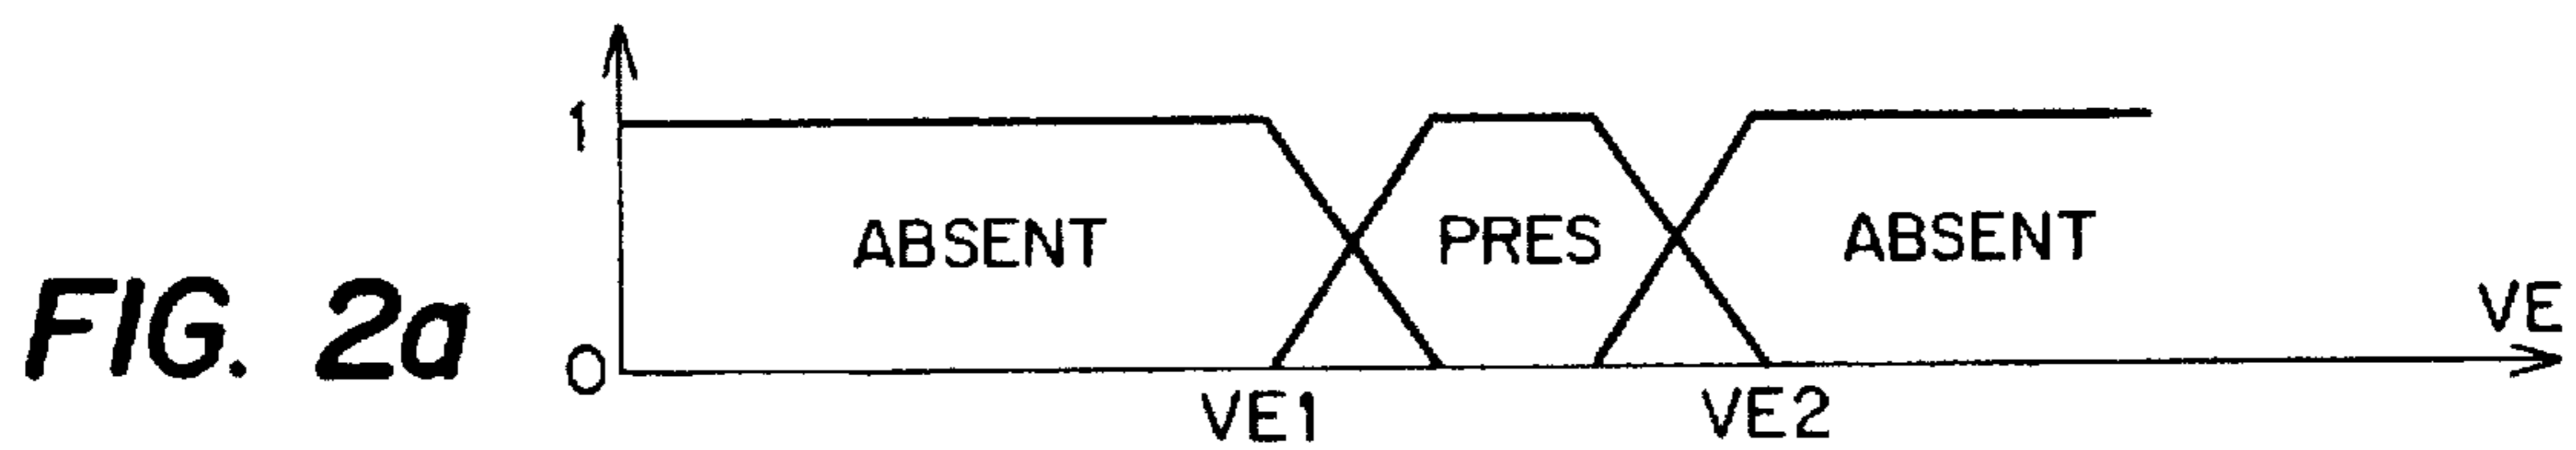 1
ABSENT PRES ABSENT
VE
FIG. 2a
0
VE1 VE2